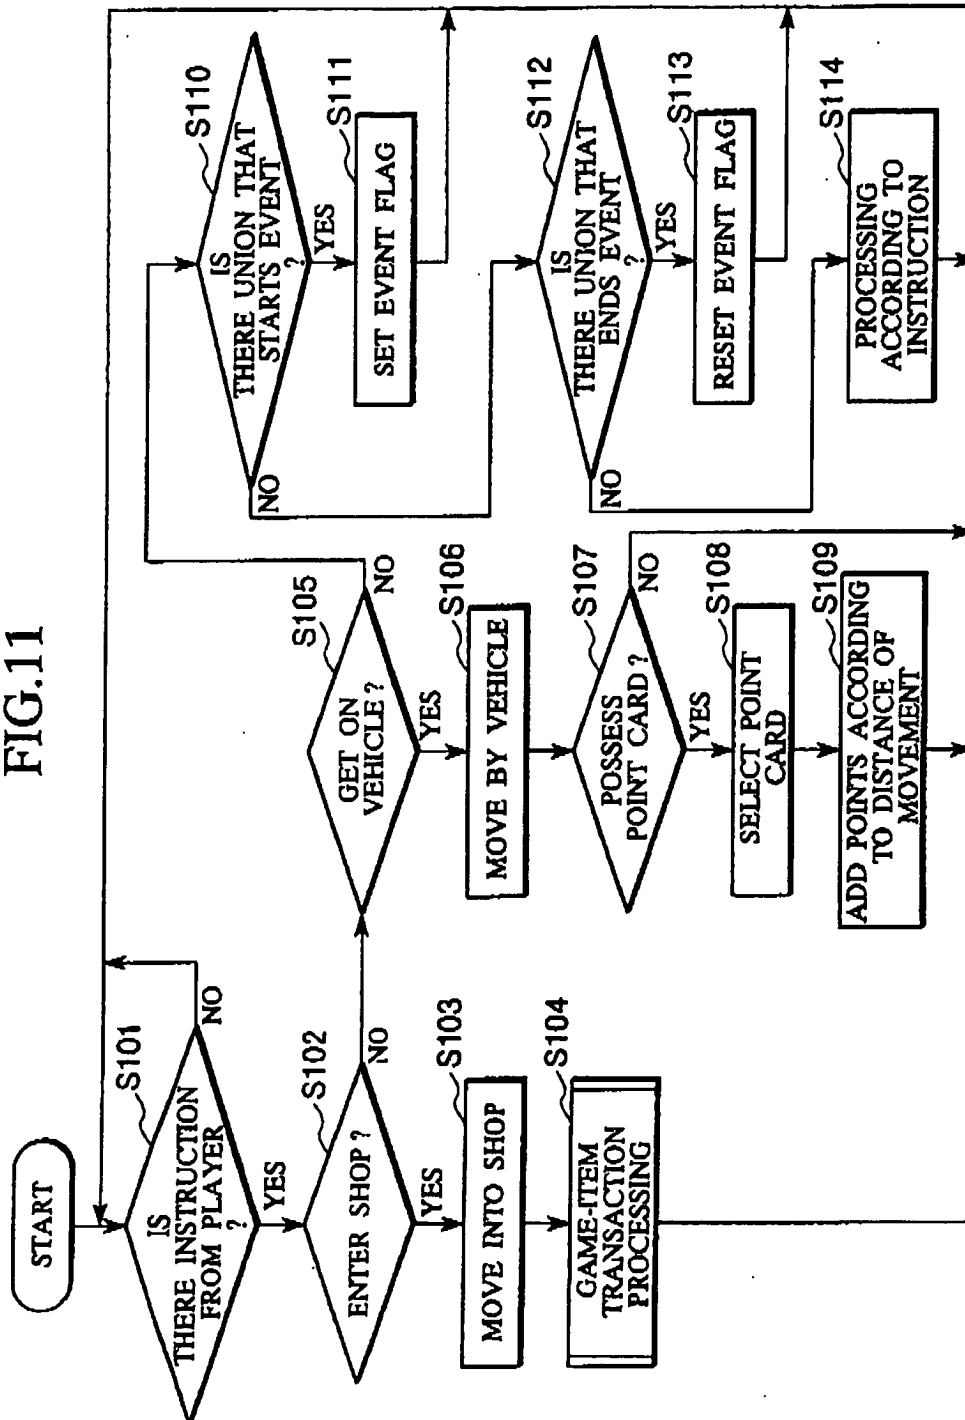 FIG.11
START
IS
THERE INSTRUCTION
FROM PLAYER
?
S101
NO
YES
ENTER SHOP?
S102
NO
YES
MOVE INTO SHOP
S103
GAME-ITEM
TRANSACTION
PROCESSING
S104
GET ON
VEHICLE?
S105
NO
YES
MOVE BY VEHICLE
S106
POSSESS
POINT CARD?
S107
NO
YES
SELECT POINT
CARD
S108
ADD POINTS ACCORDING
TO DISTANCE OF
MOVEMENT
S109
IS
THERE UNION THAT
STARTS EVENT
?
S110
NO
YES
SET EVENT FLAG
S111
IS
THERE UNION THAT
ENDS EVENT
?
S112
NO
YES
RESET EVENT FLAG
S113
PROCESSING
ACCORDING TO
INSTRUCTION
S114